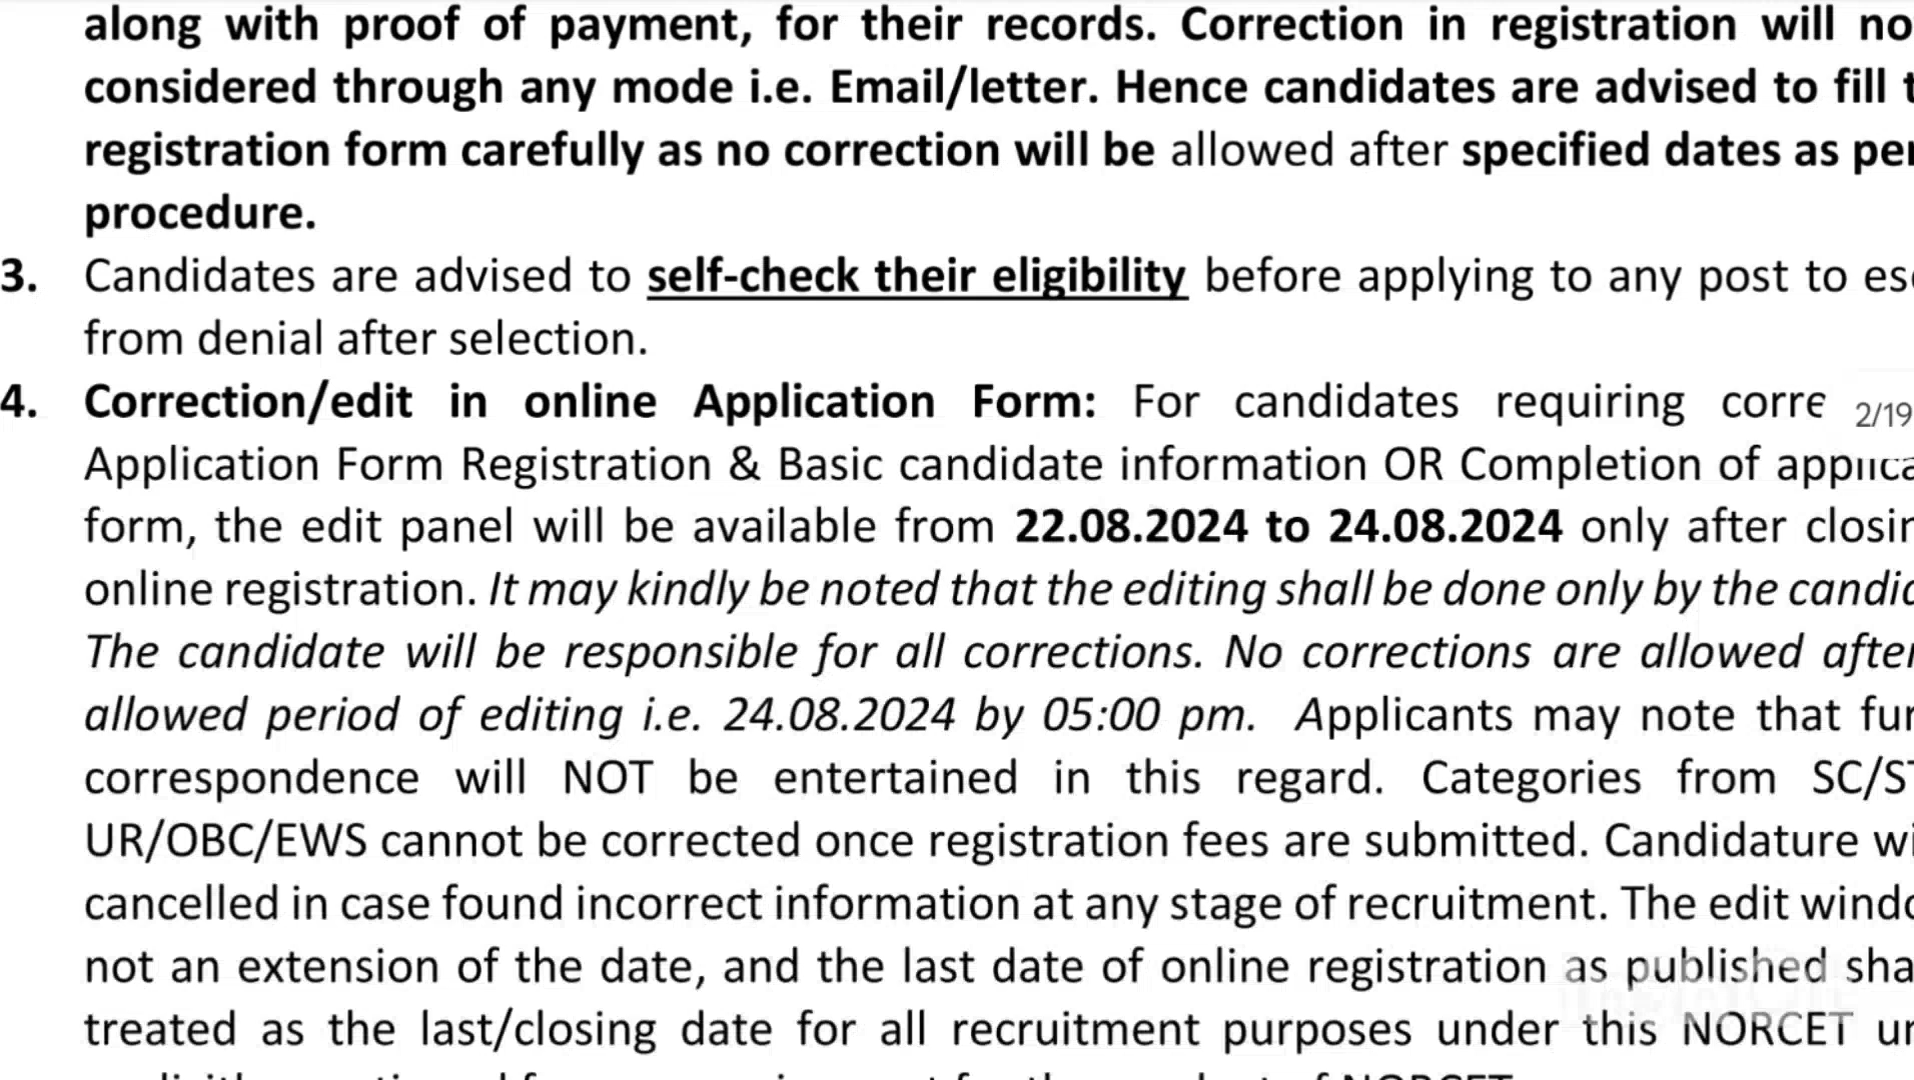 along with proof of payment, for their records. Correction in registration will no
considered through any mode i.e. Email/letter. Hence candidates are advised to fill t
registration form carefully as no correction will be allowed after specified dates as per
procedure.
3. Candidates are advised to self-check their eligibility before applying to any post to esc
from denial after selection.
4. Correction/edit in online Application Form: For candidates requiring corre
2/19
Application Form Registration & Basic candidate information OR Completion of applica
form, the edit panel will be available from 22.08.2024 to 24.08.2024 only after closin
online registration. It may kindly be noted that the editing shall be done only by the candid
The candidate will be responsible for all corrections. No corrections are allowed after
allowed period of editing i.e. 24.08.2024 by 05:00 pm. Applicants may note that fur
correspondence will NOT be entertained in this regard. Categories from SC/ST
UR/OBC/EWS cannot be corrected once registration fees are submitted. Candidature wi
cancelled in case found incorrect information at any stage of recruitment. The edit windo
not an extension of the date, and the last date of online registration as published sha
treated as the last/closing date for all recruitment purposes under this NORCET un